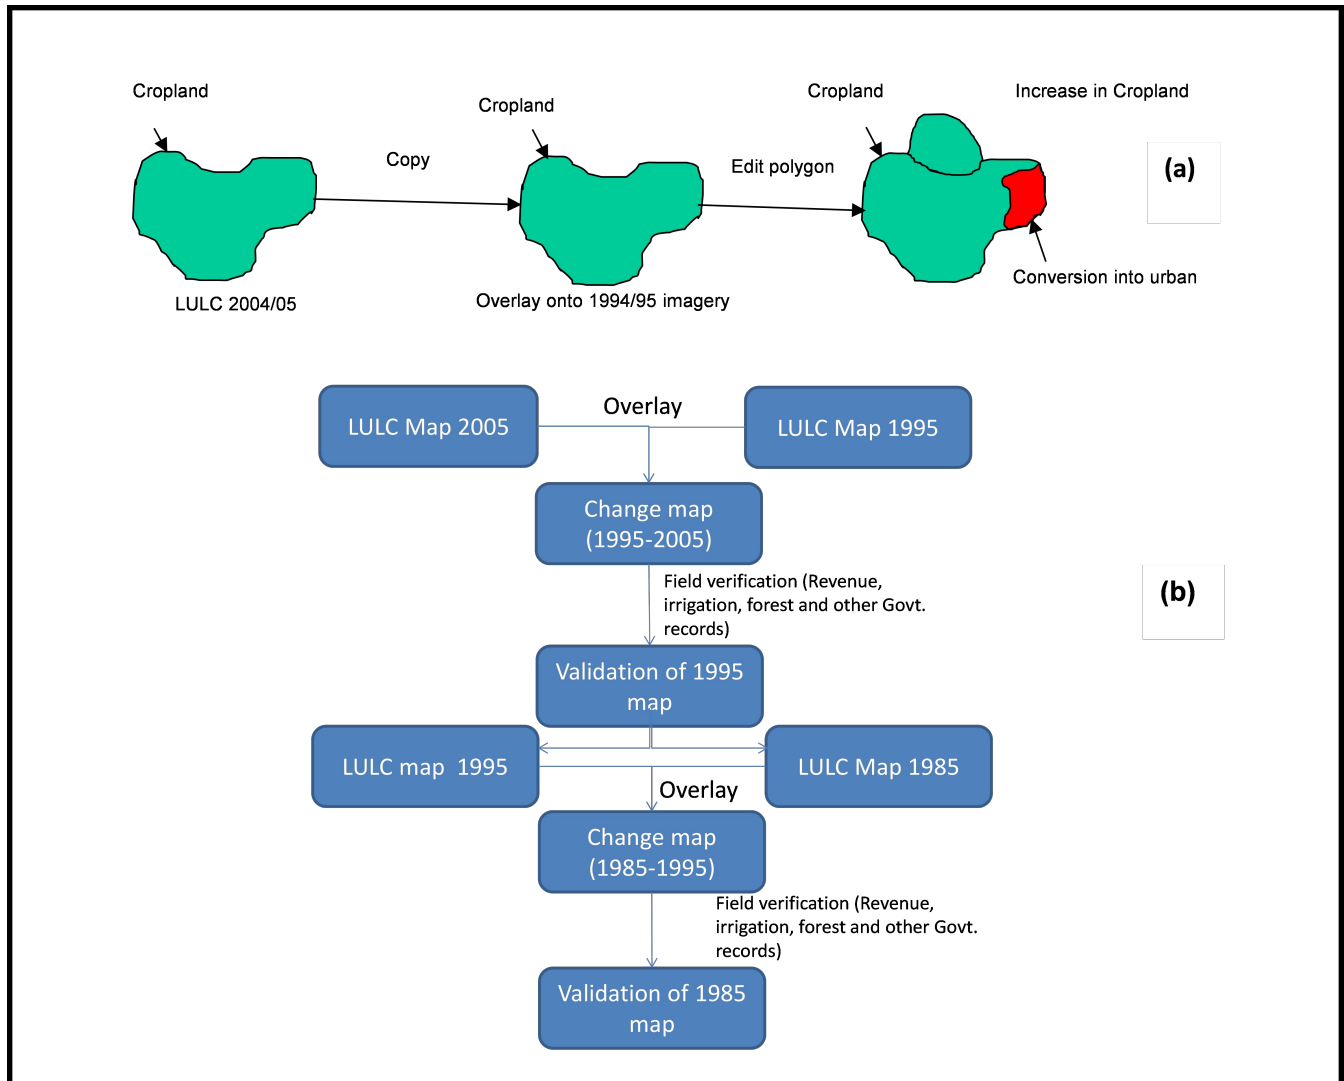 Cropland
Cropland
Cropland
Increase in Cropland
Copy
Edit polygon
(a)
LULC 2004/05
Overlay onto 1994/95 imagery
Conversion into urban
LULC Map 2005
Overlay
LULC Map 1995
Change map
(1995-2005)
Field verification (Revenue,
irrigation, forest and other Govt.
records)
(b)
Validation of 1995
map
LULC map  1995
LULC Map 1985
Overlay
Change map
(1985-1995)
Field verification (Revenue,
irrigation, forest and other Govt.
records)
Validation of 1985
map